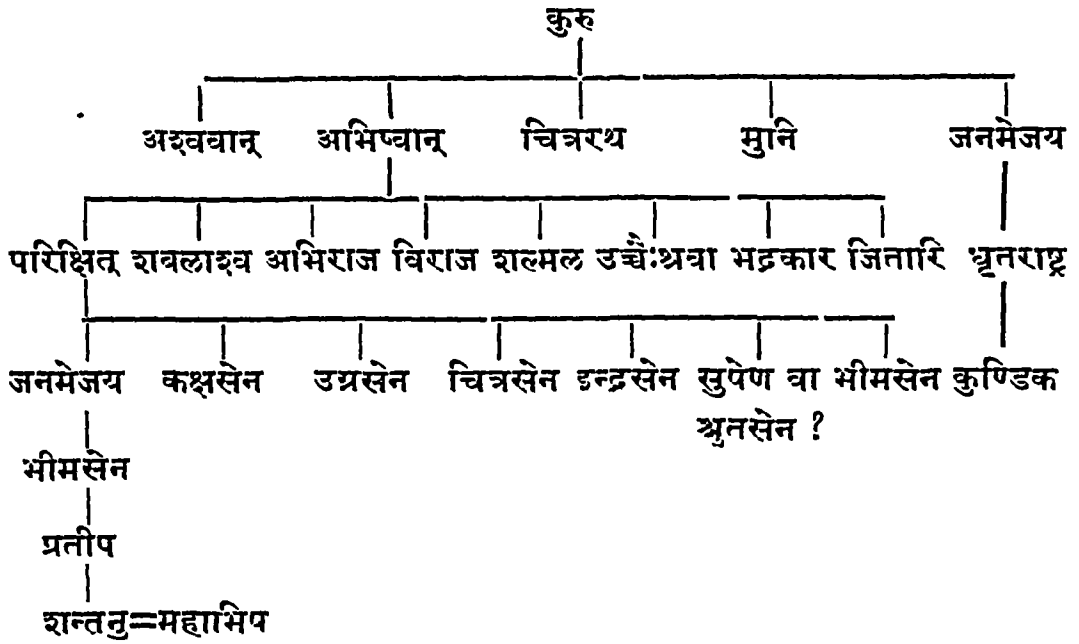 कुरु
अश्ववान् अभिष्वान् चित्ररथ मुनि जनमेजय
परिक्षित् शवलाश्व अभिराज विराज शल्मल उच्चैःश्रवा भद्रकार जितारि धृतराष्ट्र
जनमेजय कक्षसेन उग्रसेन चित्रसेन इन्द्रसेन सुषेण वा भीमसेन कुण्डिक
श्रुतसेन ?
भीमसेन
प्रतीप
शन्तनु=महाभिष